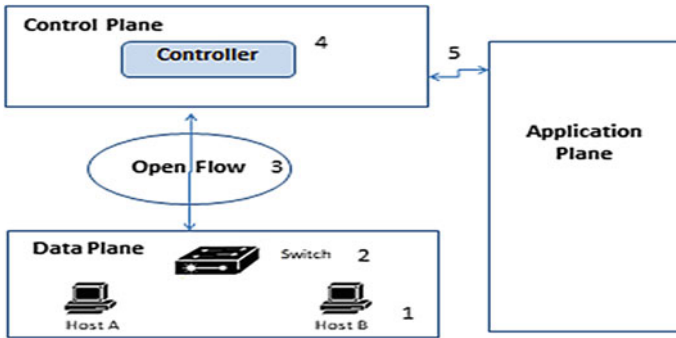 Control Plane
Controller
4
5
Application
Plane
Open Flow 3
Data Plane
Switch 2
Host A
Host B
1